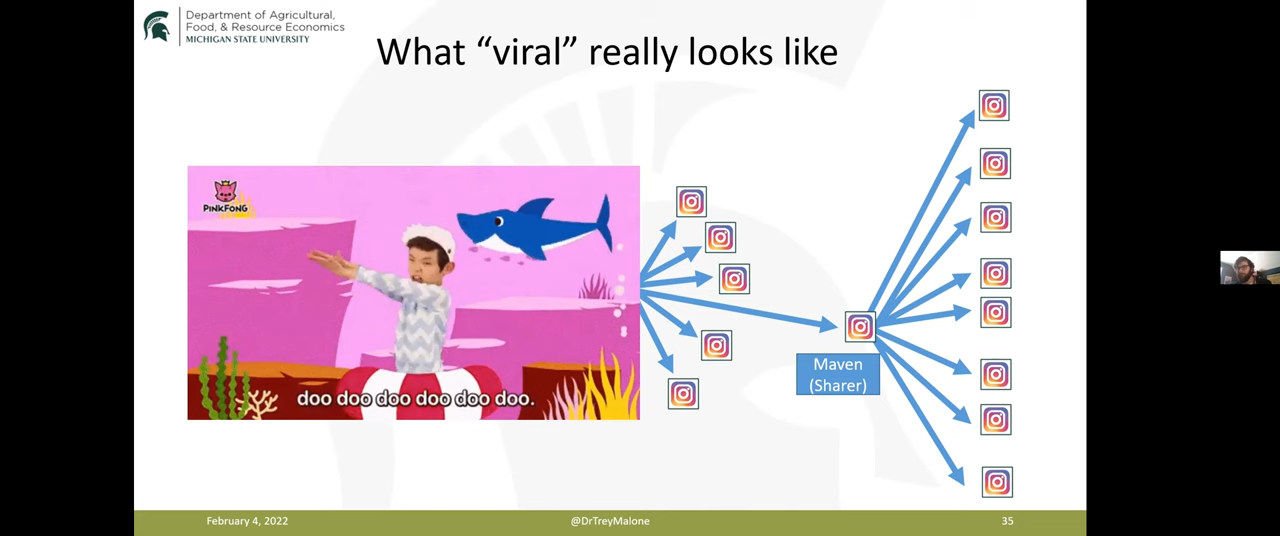 Department of Agricultural,
Food, & Resource Economics
MICHIGAN STATE UNIVERSITY
What “viral” really looks like
PINKFONG
doo doo doo doo doo doo.
Maven
(Sharer)
February 4, 2022
@DrTreyMalone
35